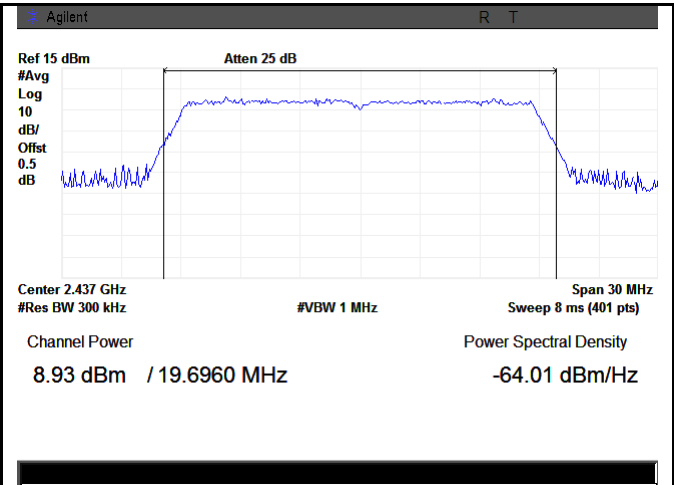 Agilent R T
Ref 15 dBm Atten 25 dB
#Avg
Log
10
dB/
Offst
0.5
dB
Center 2.437 GHz Span 30 MHz
#Res BW 300 kHz #VBW 1 MHz Sweep 8 ms (401 pts)
Channel Power Power Spectral Density
8.93 dBm / 19.6960 MHz -64.01 dBm/Hz